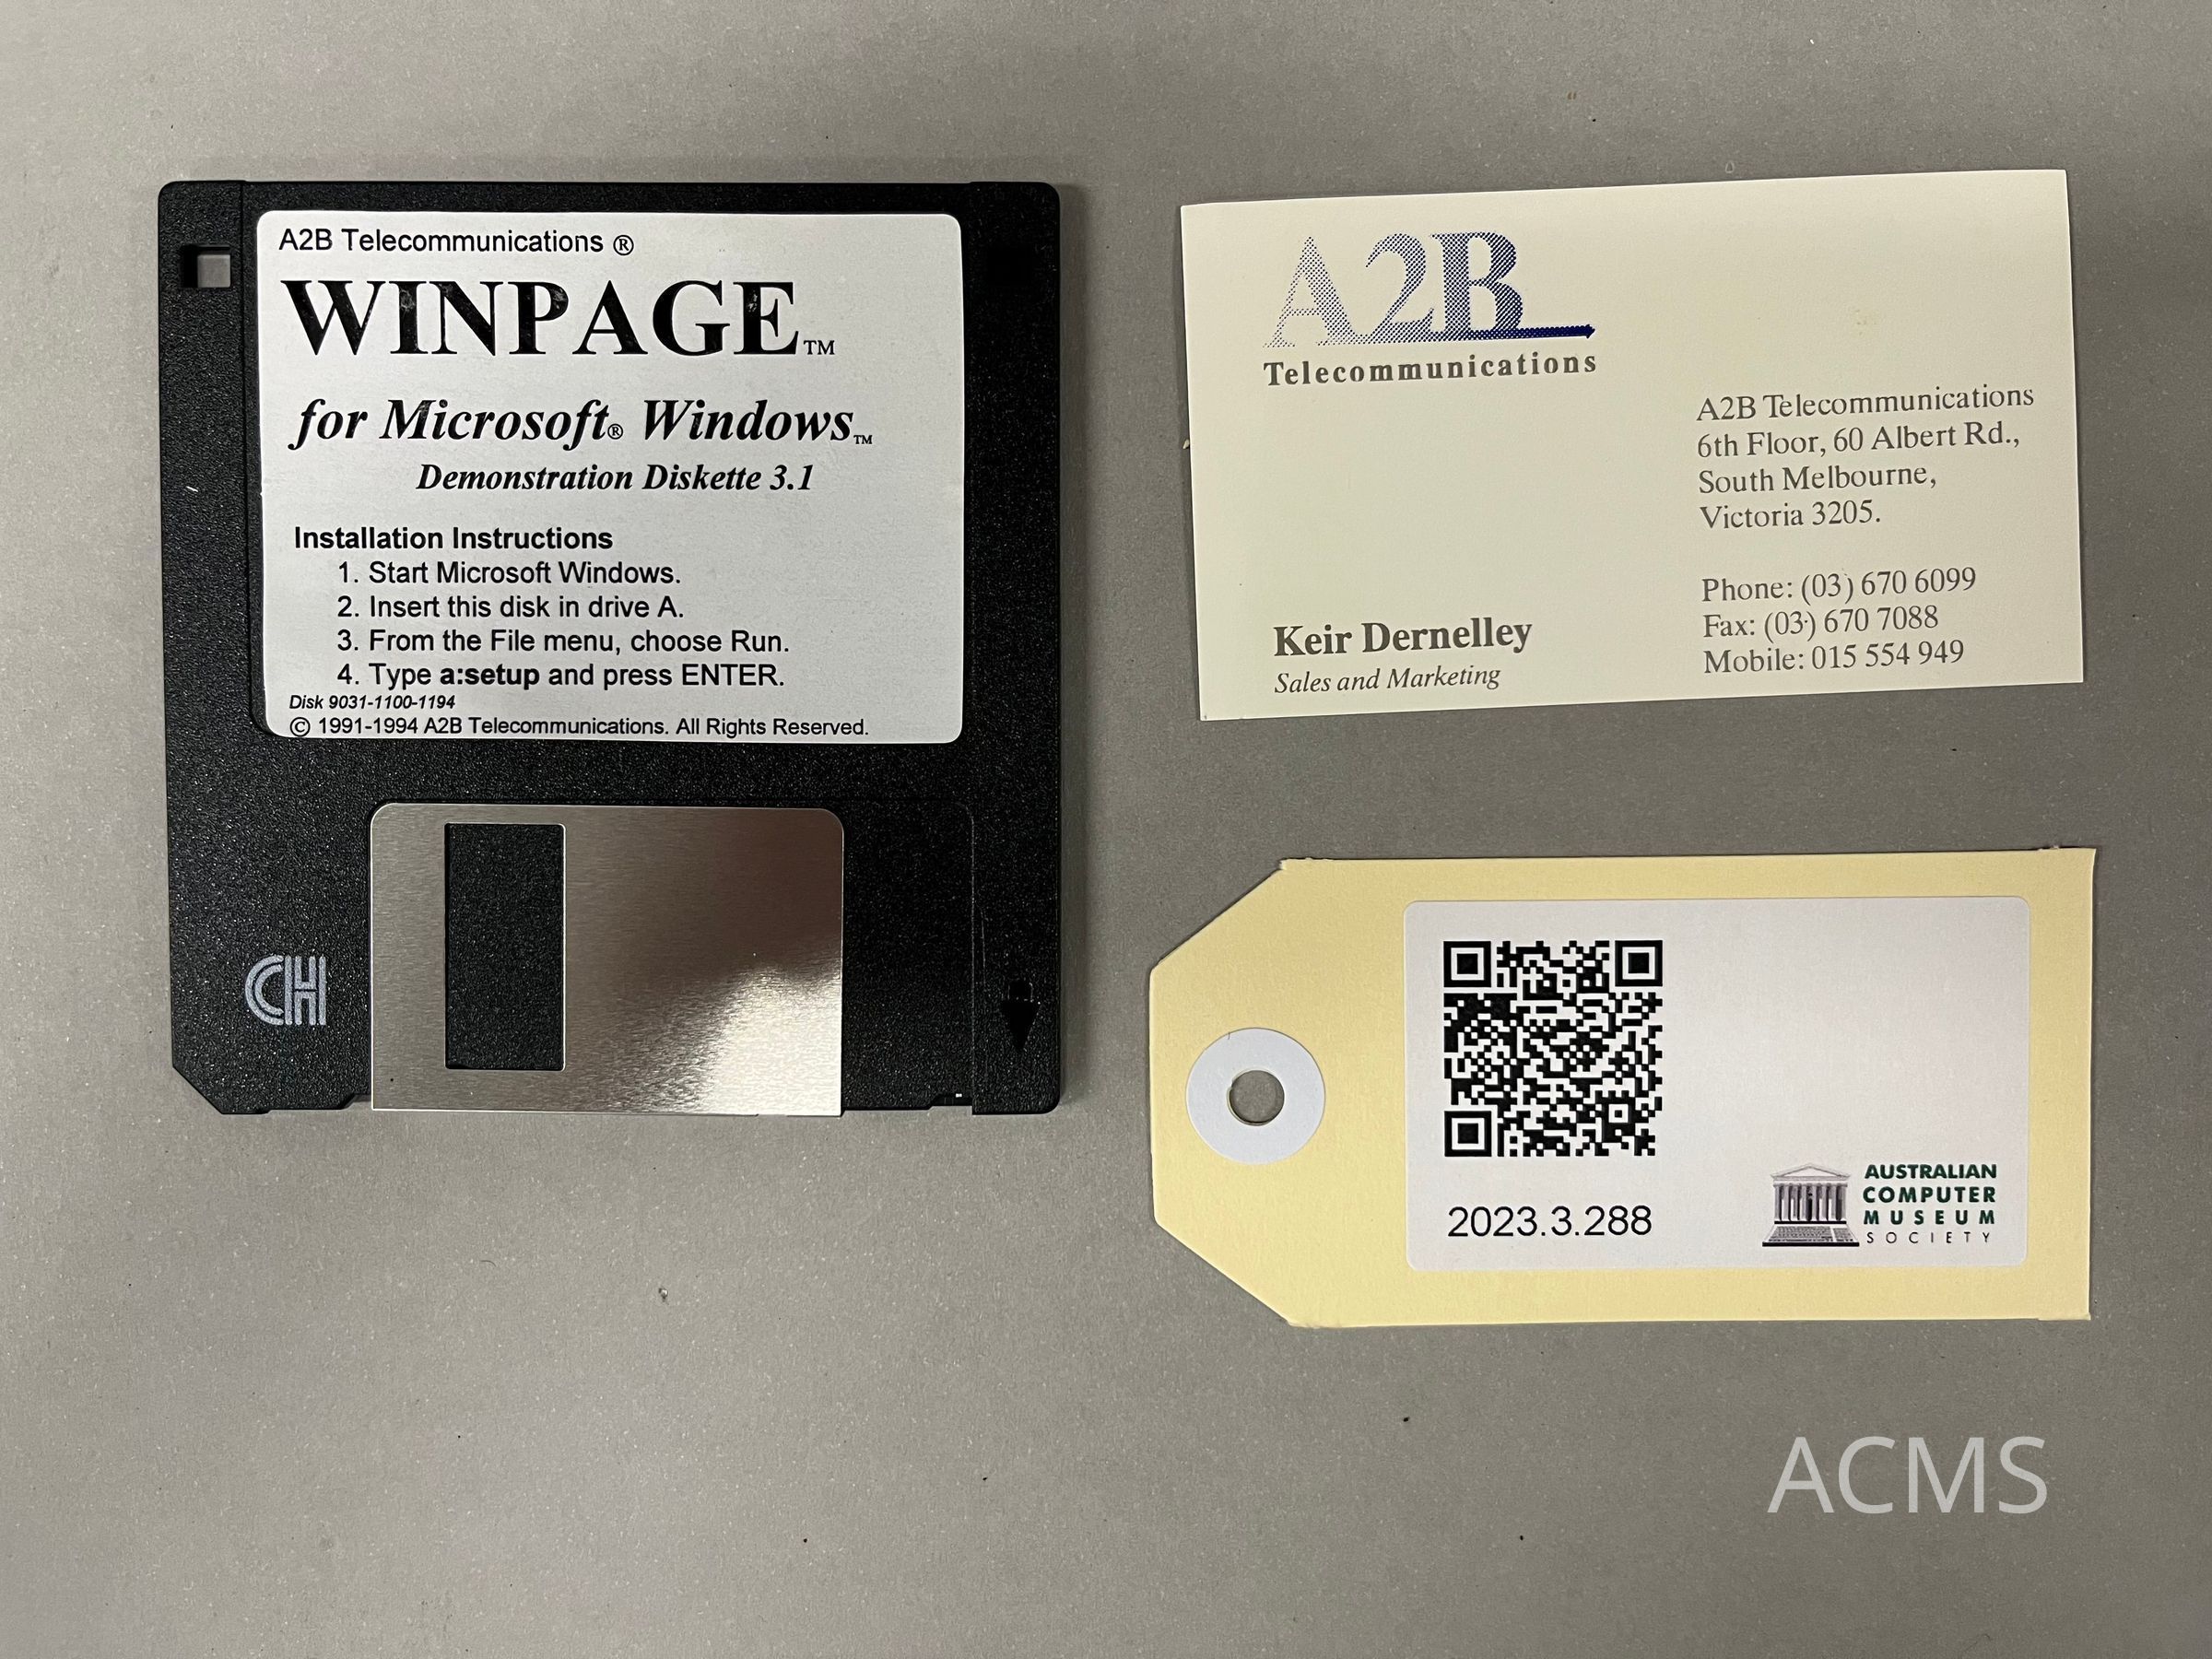 A2B Telecommunications ®
WINPAGE™
for Microsoft® Windows™
Demonstration Diskette 3.1
Installation Instructions
1. Start Microsoft Windows.
2. Insert this disk in drive A.
3. From the File menu, choose Run.
4. Type a:setup and press ENTER.
Disk 9031-1100-1194
© 1991-1994 A2B Telecommunications. All Rights Reserved.
CH
A2B
Telecommunications
A2B Telecommunications
6th Floor, 60 Albert Rd.,
South Melbourne,
Victoria 3205.
Phone: (03) 670 6099
Fax: (03) 670 7088
Mobile: 015 554 949
Keir Dernelley
Sales and Marketing
2023.3.288
AUSTRALIAN
COMPUTER
MUSEUM
SOCIETY
ACMS